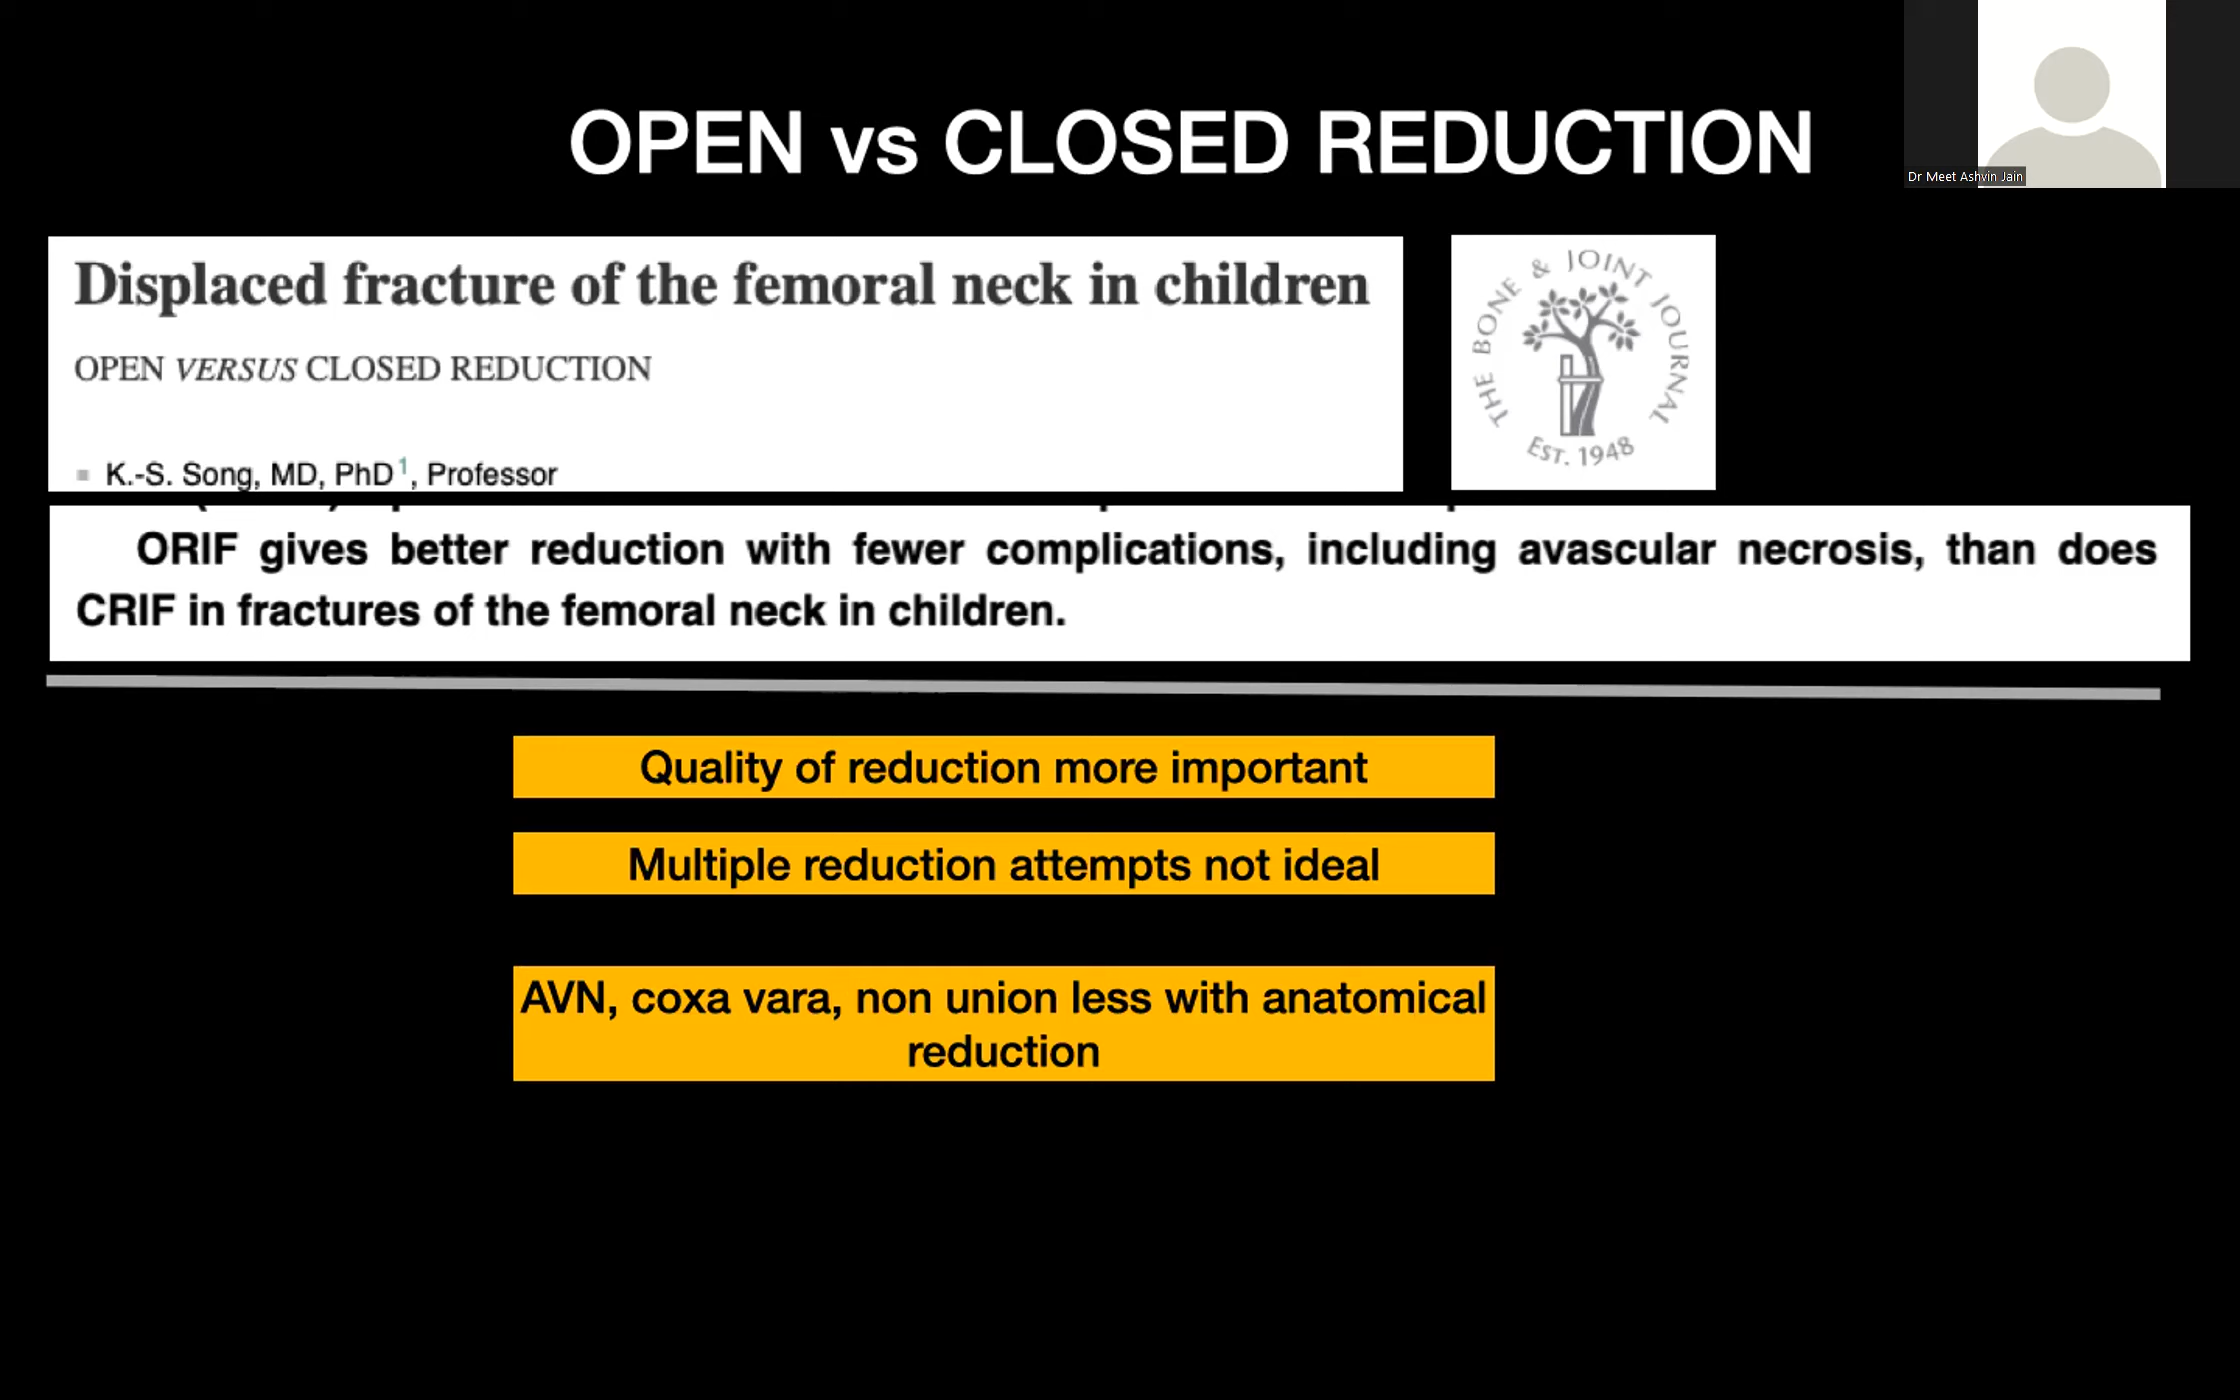 OPEN vs CLOSED REDUCTION
Dr Meet Ashvin Jain
Displaced fracture of the femoral neck in children
OPEN VERSUS CLOSED REDUCTION
K.-S. Song, MD, PhD1, Professor
THE BONE & JOINT JOURNAL
EST. 1948
ORIF gives better reduction with fewer complications, including avascular necrosis, than does
CRIF in fractures of the femoral neck in children.
Quality of reduction more important
Multiple reduction attempts not ideal
AVN, coxa vara, non union less with anatomical
reduction